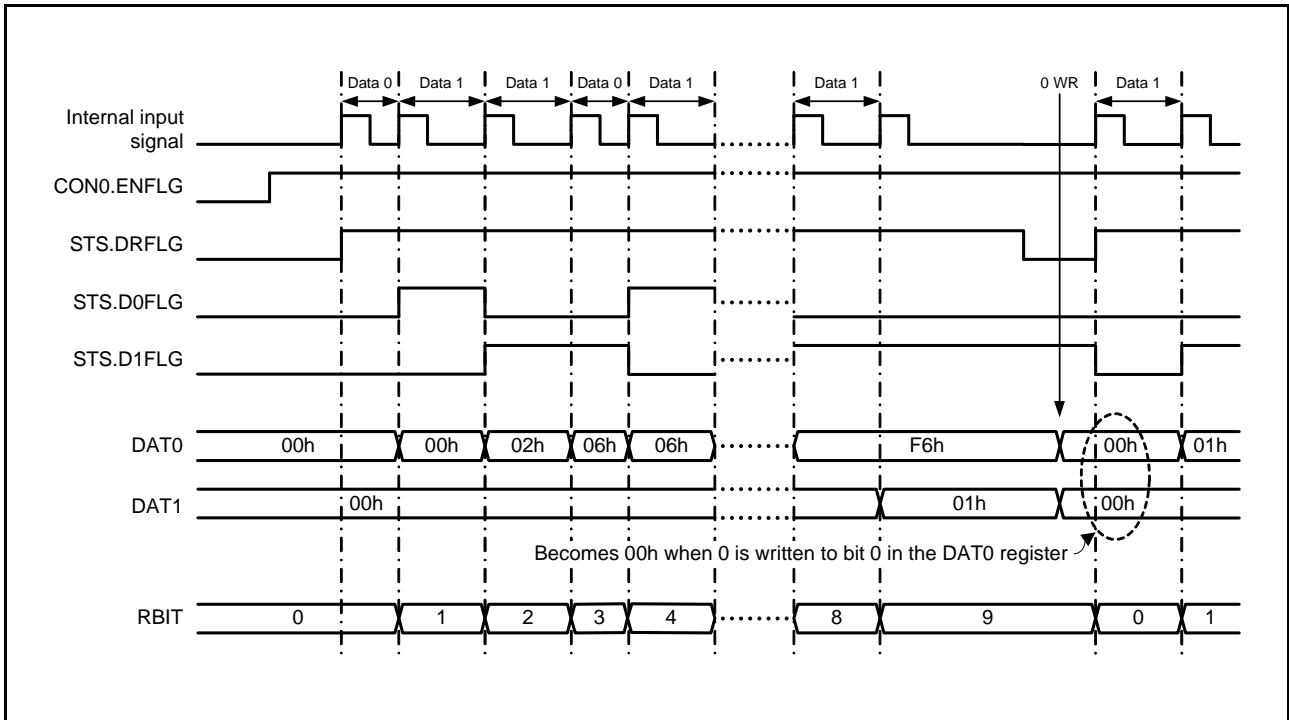 Data 0 Data 1 Data 1 Data 0 Data 1 Data 1 0 WR Data 1
Internal input
signal
CON0.ENFLG
STS.DRFLG
STS.D0FLG
STS.D1FLG
DAT0 00h 00h 02h 06h 06h F6h 00h 01h
DAT1 00h 01h 00h
Becomes 00h when 0 is written to bit 0 in the DAT0 register
RBIT 0 1 2 3 4 8 9 0 1